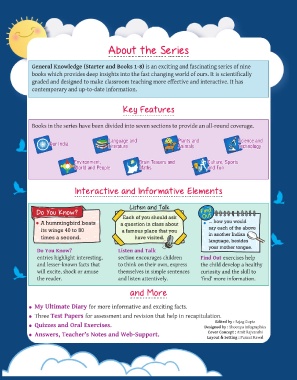 About the Series
General Knowledge (Starter and Books 1-8) is an exciting and fascinating series of nine
books which provides deep insights into the fast changing world of ours. It is scientifically
graded and designed to make classroom teaching more effective and interactive. It has
contemporary and up-to-date information.
Key Features
Books in the series have been divided into seven sections to provide an all-round coverage.
Our India
Language and
Literature
Plants and
Animals
Science and
Technology
Environment,
World and People
Brain Teasers and
Maths
Culture, Sports
and Fun
Interactive and Informative Elements
Do You Know?
A hummingbird beats
its wings 40 to 80
times a second.
Do You Know?
entries highlight interesting,
and lesser-known facts that
will excite, shock or amuse
the reader.
Listen and Talk
Each of you should ask
a question in class about
a famous place that you
have visited.
Listen and Talk
section encourages children
to think on their own, express
themselves in simple sentences
and listen attentively.
Find
Out
... how you would
say each of the above
in another Indian
language, besides
your mother tongue.
Find Out exercises help
the child develop a healthy
curiosity and the skill to
'find' more information.
and More
My Ultimate Diary for more informative and exciting facts.
Three Test Papers for assessment and revision that help in recapitulation.
Quizzes and Oral Exercises.
Answers, Teacher's Notes and Web-Support.
Edited by :
Designed by :
Cover Concept :
Layout & Setting :